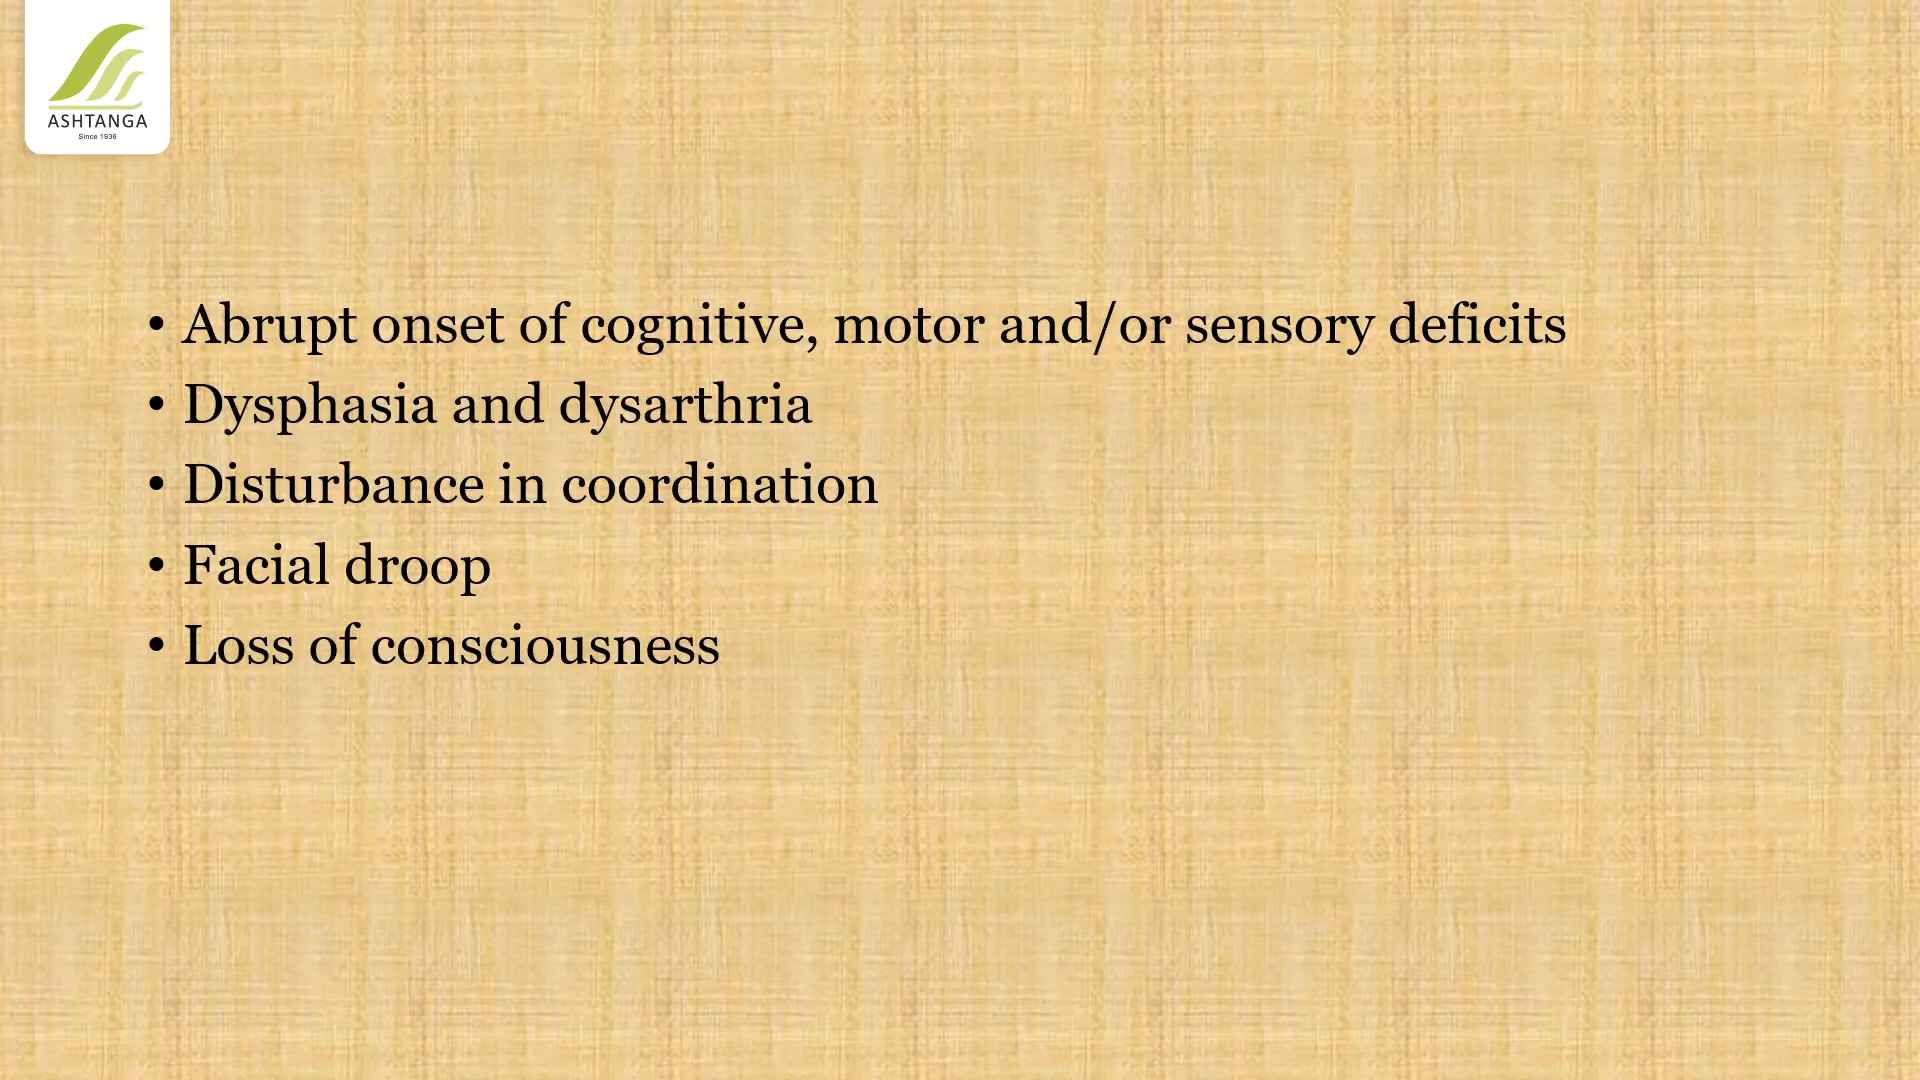 ASHTANGA
Since 1936
• Abrupt onset of cognitive, motor and/or sensory deficits
• Dysphasia and dysarthria
• Disturbance in coordination
• Facial droop
• Loss of consciousness